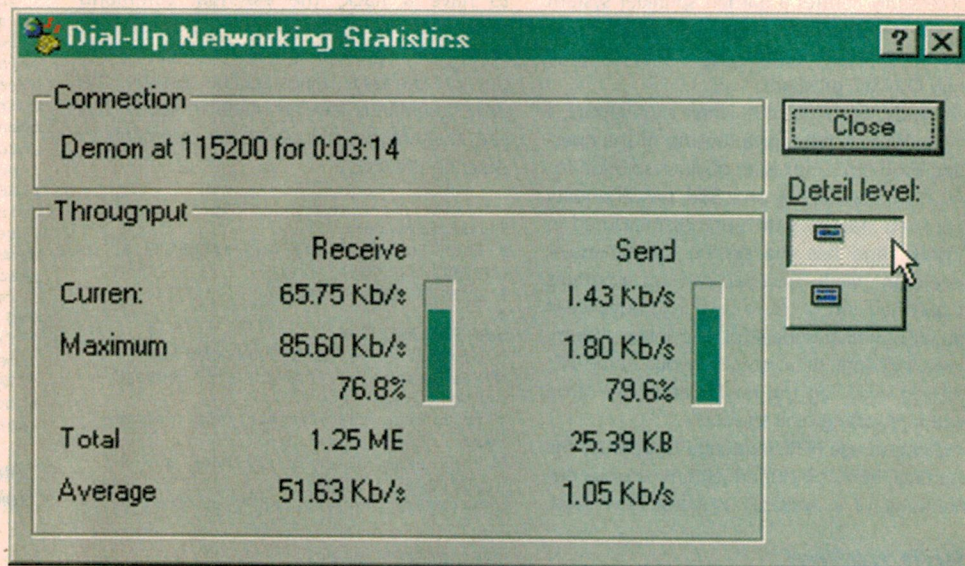 Dial-Up Networking Statistics
Connection
Demon at 115200 for 0:03:14
Close
Detail level:
Throughput
Receive Send
Current 65.75 Kb/s 1.43 Kb/s
Maximum 85.60 Kb/s 1.80 Kb/s
76.8% 79.6%
Total 1.25 MB 25.39 KB
Average 51.63 Kb/s 1.05 Kb/s